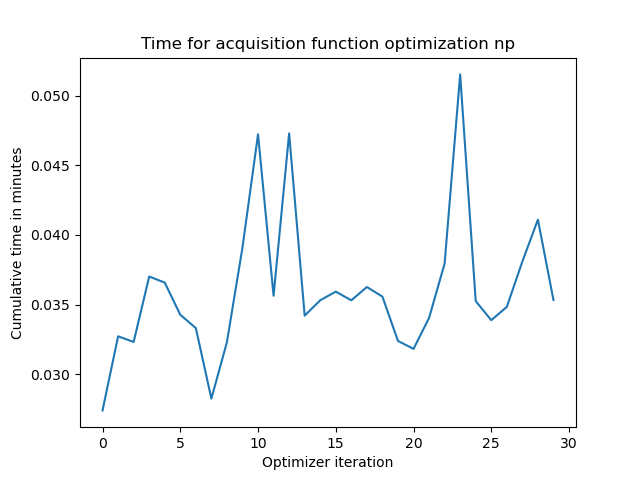 Time for acquisition function optimization np
Cumulative time in minutes
0.050
0.045
0.040
0.035
0.030
0 5 10 15 20 25 30
Optimizer iteration